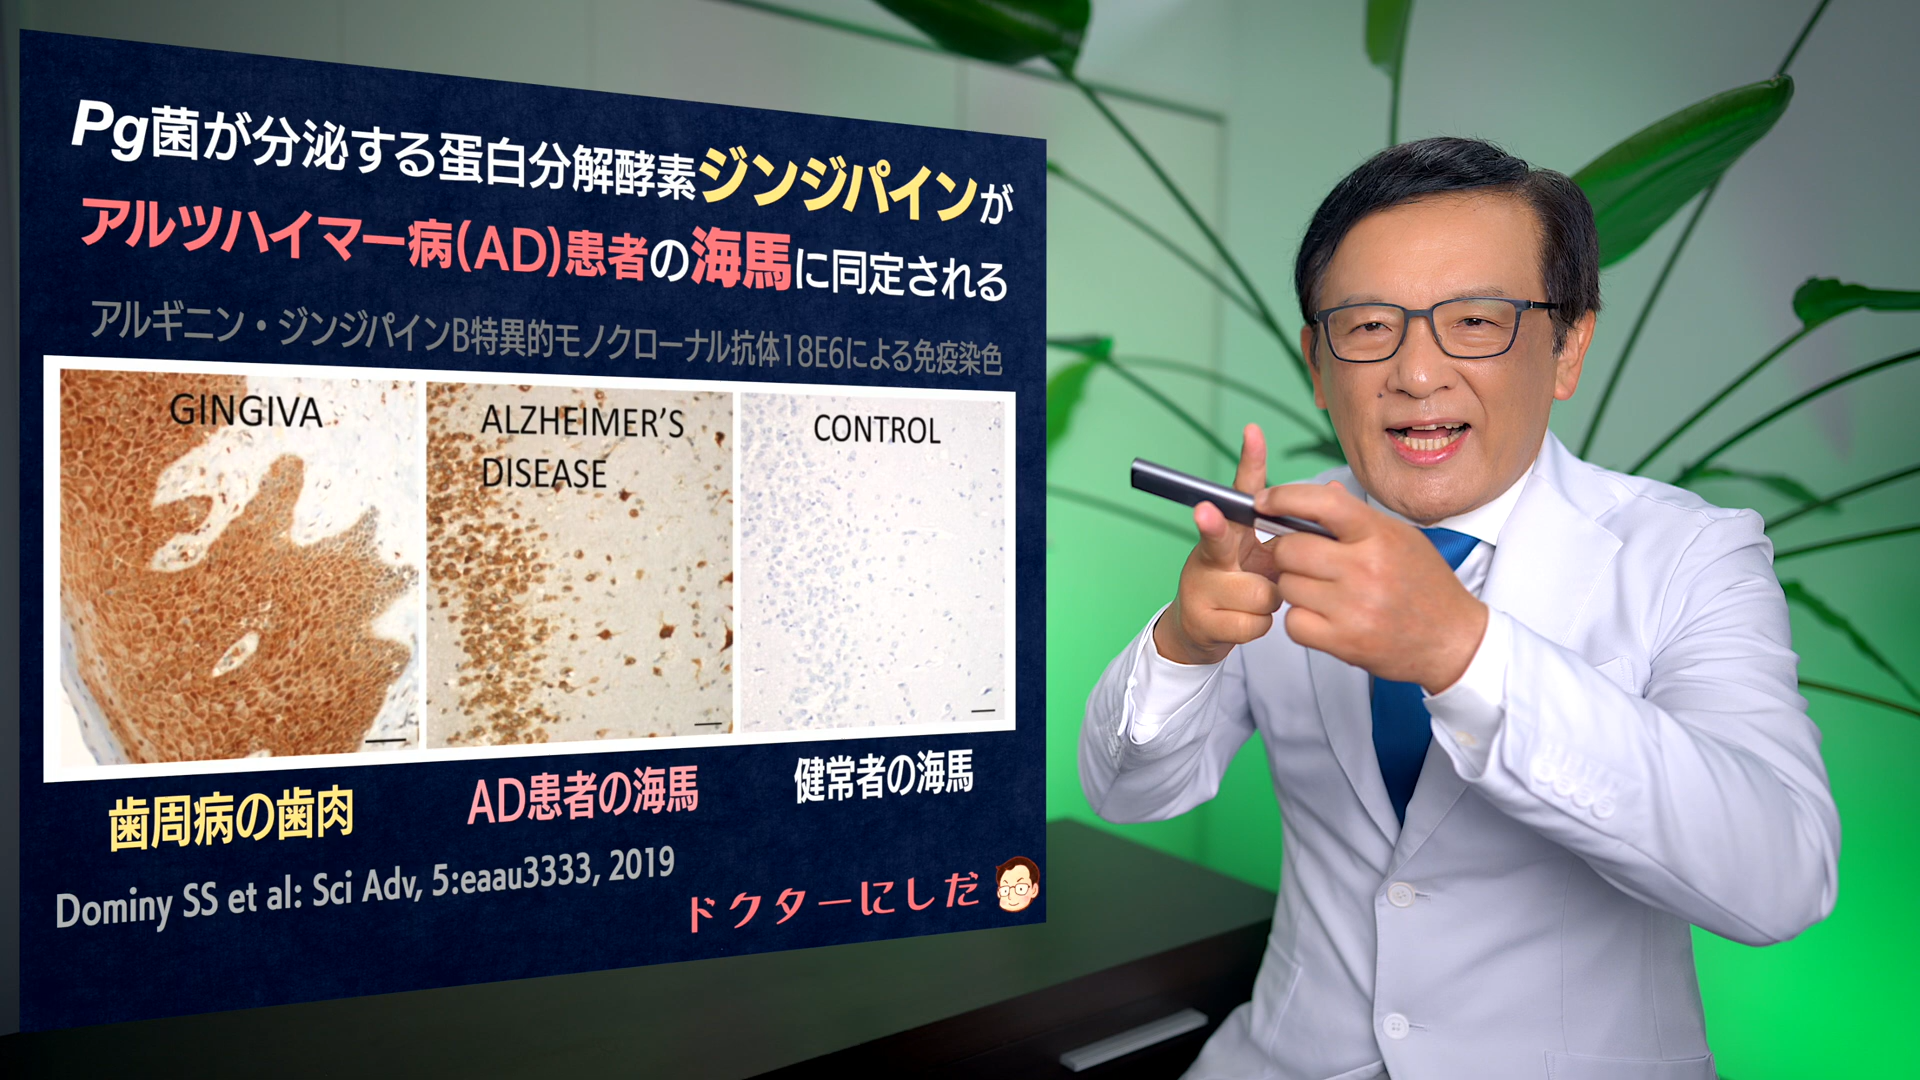 Pg菌が分泌する蛋白分解酵素ジンジパインが
アルツハイマー病(AD)患者の海馬に同定される
アルギニン・ジンジパインB特異的モノクローナル抗体18E6による免疫染色
GINGIVA
ALZHEIMER'S
DISEASE
CONTROL
歯周病の歯肉
AD患者の海馬
健常者の海馬
Dominy SS et al: Sci Adv, 5:eaau3333, 2019
ドクターにしだ